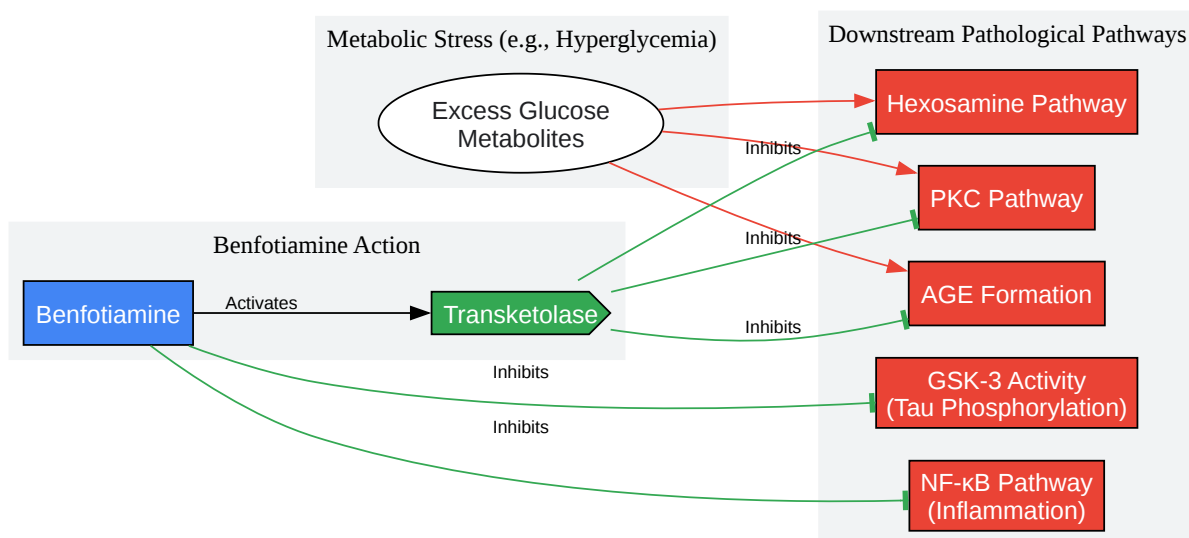 Metabolic Stress (e.g., Hyperglycemia)
Excess Glucose
Metabolites
Downstream Pathological Pathways
Hexosamine Pathway
PKC Pathway
AGE Formation
GSK-3 Activity
(Tau Phosphorylation)
NF-κB Pathway
(Inflammation)
Benfotiamine Action
Benfotiamine
Activates
Transketolase
Inhibits
Inhibits
Inhibits
Inhibits
Inhibits